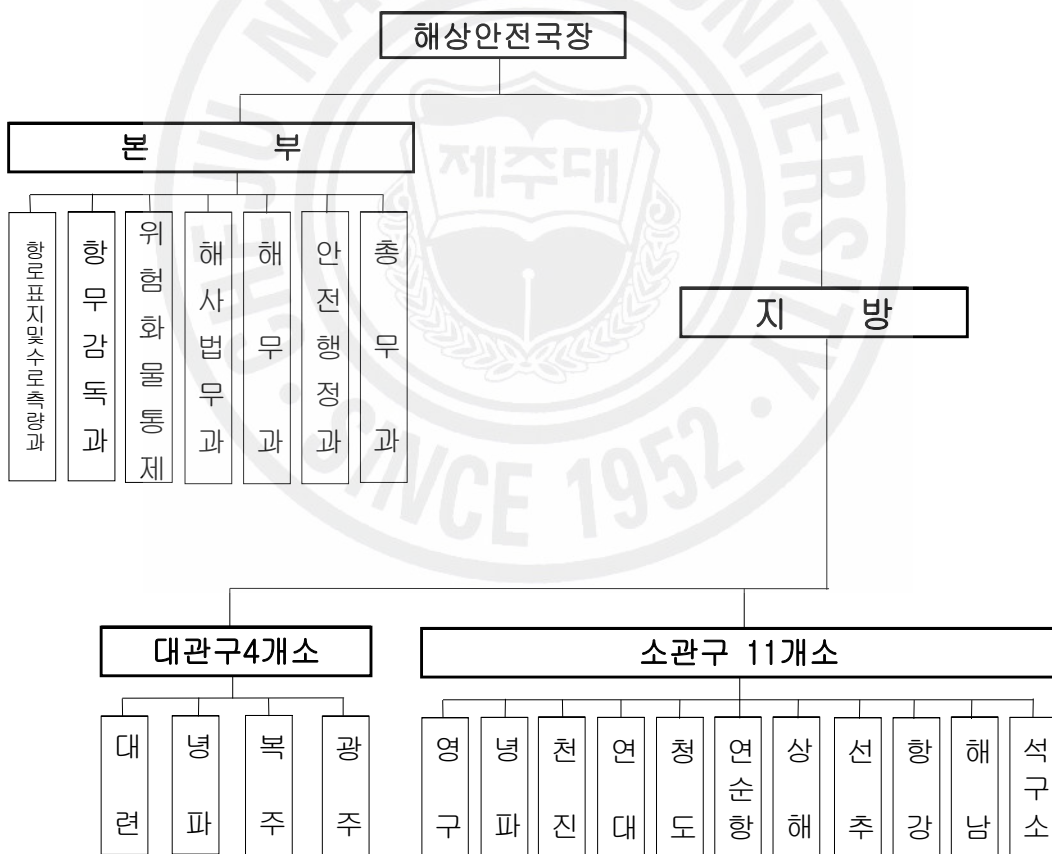 해상안전국장
본 부
항로표지및수로측량과
항무감독과
위험화물통제
해사법무과
해무과
안전행정과
총무과
지 방
대관구4개소
소관구 11개소
대련
녕파
복주
광주
영구
녕파
천진
연대
청도
연순항
상해
선추
항강
해남
석구소
제주대
CHEJU NATIONAL UNIVERSITY
SINCE 1952